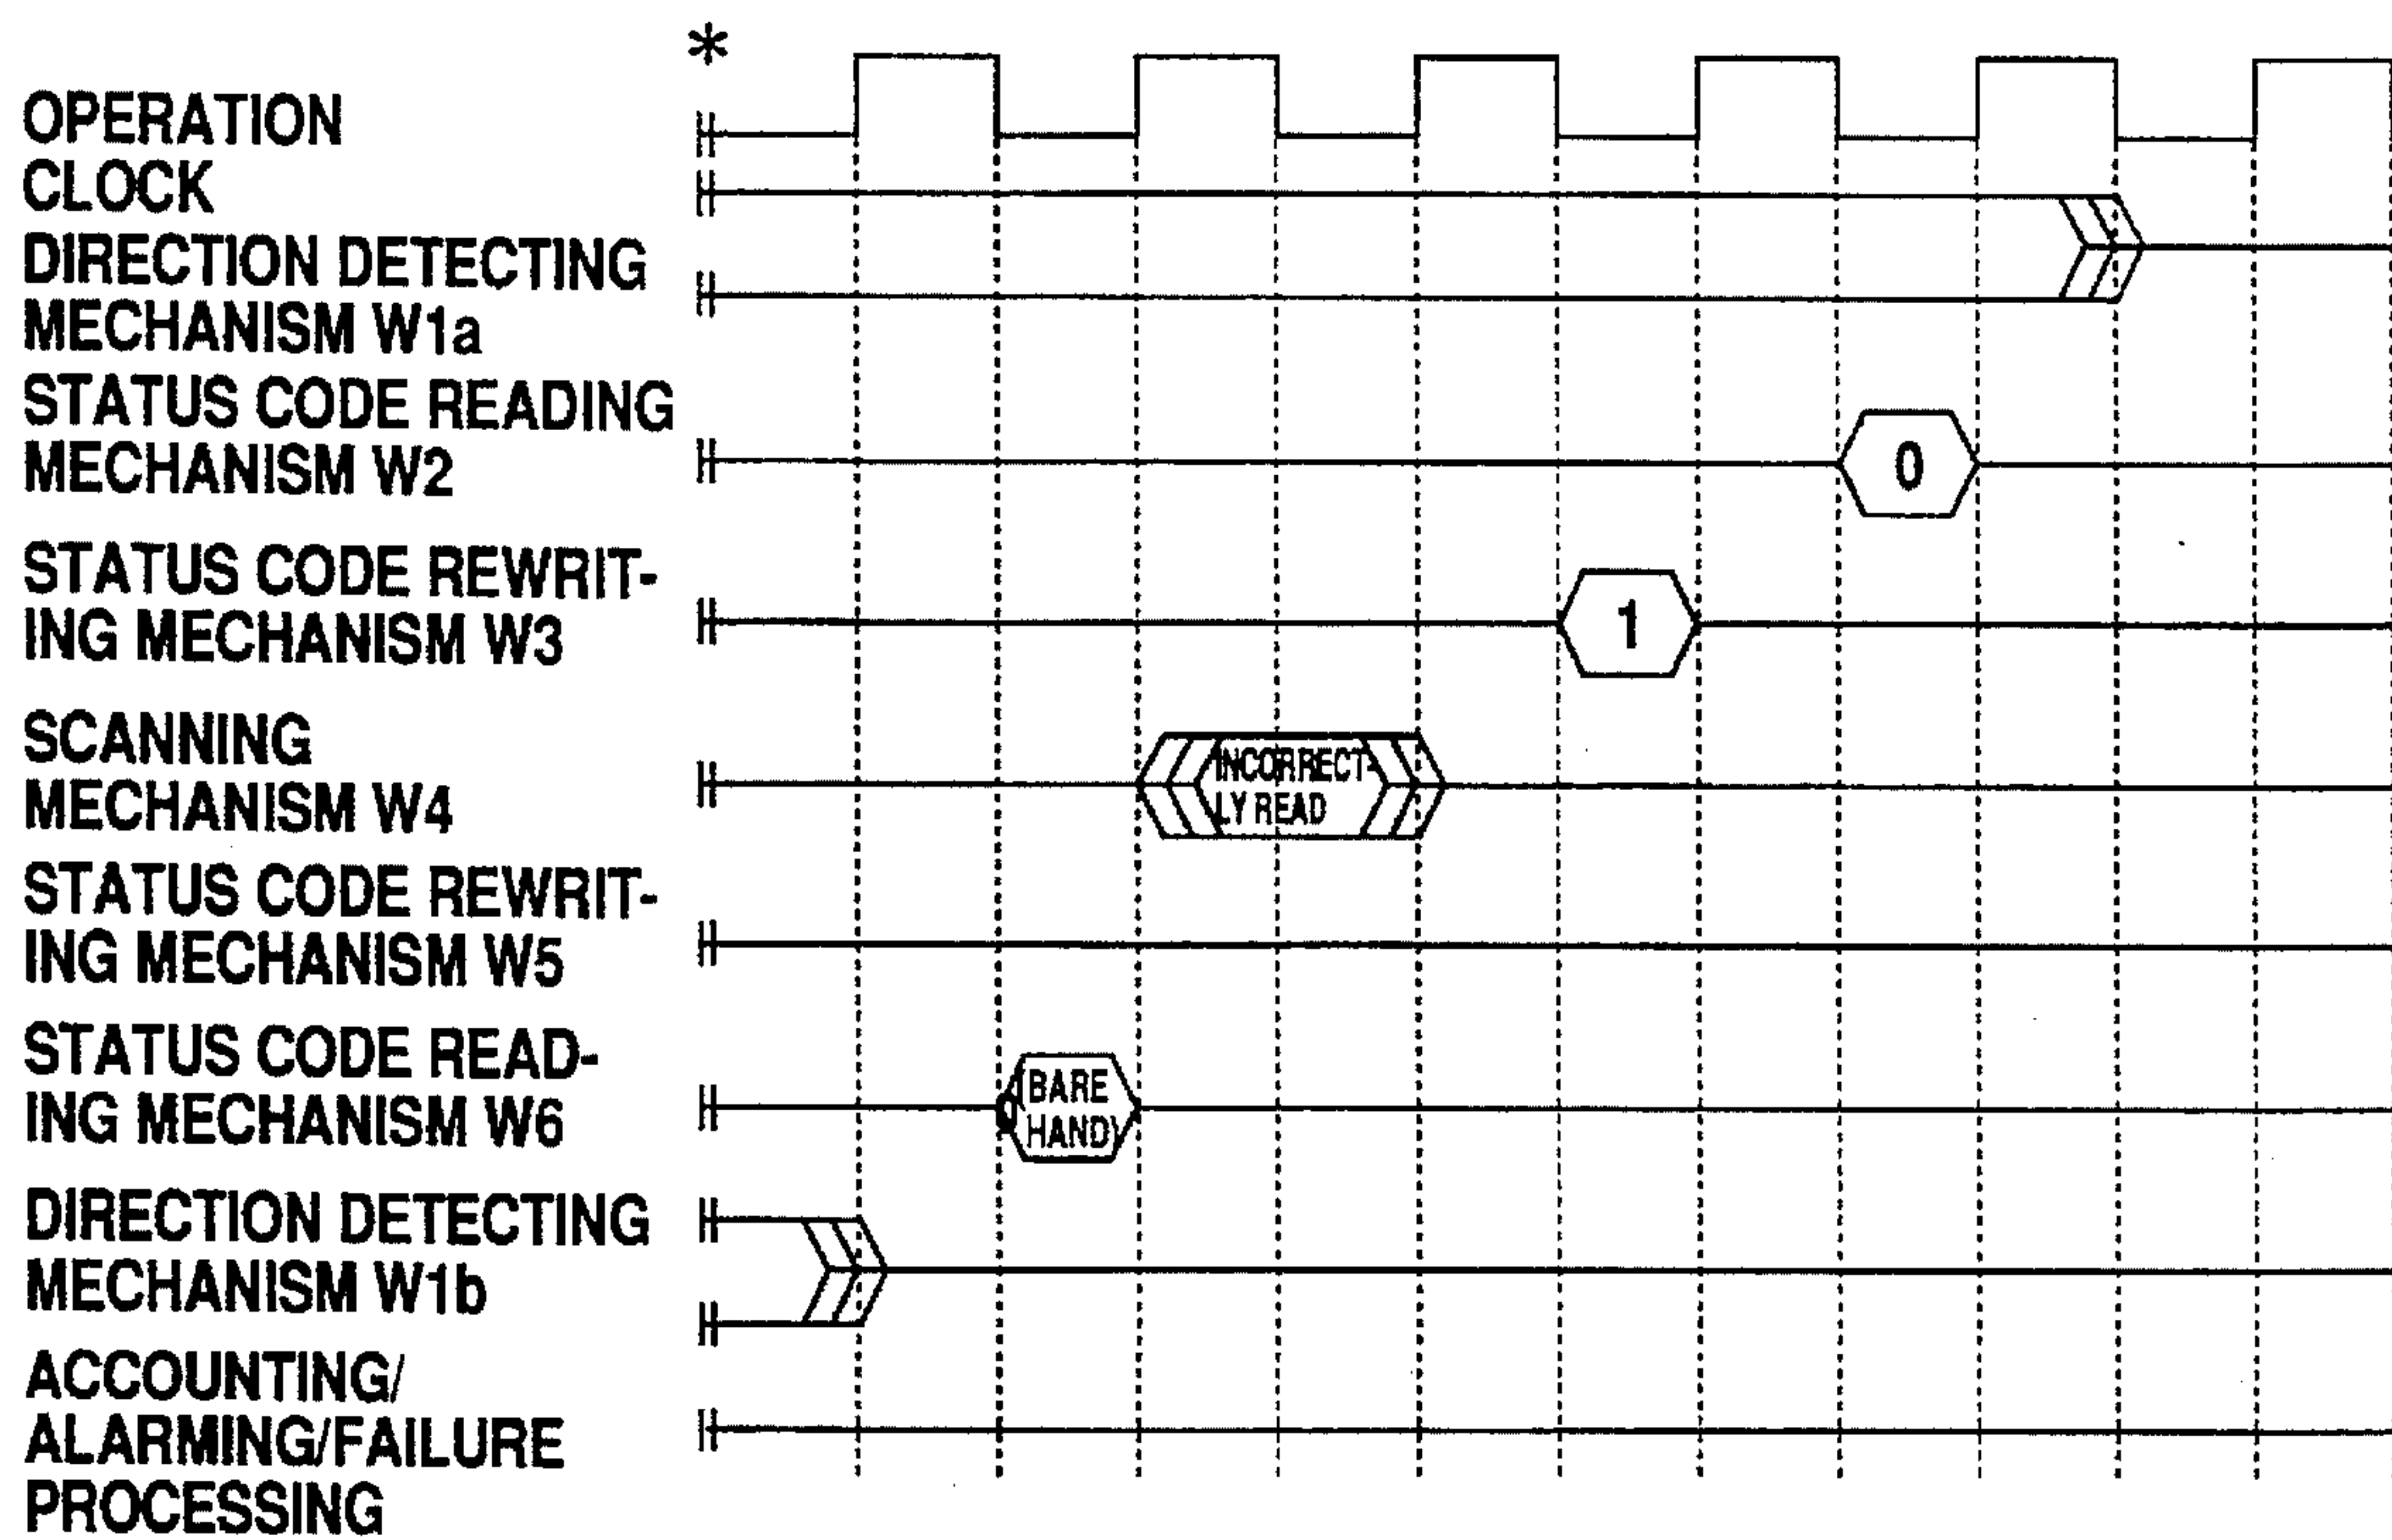 *
OPERATION
CLOCK
DIRECTION DETECTING
MECHANISM W1a
STATUS CODE READING
MECHANISM W2
0
STATUS CODE REWRIT-
ING MECHANISM W3
1
SCANNING
MECHANISM W4
INCORRECT-
LY READ
STATUS CODE REWRIT-
ING MECHANISM W5
STATUS CODE READ-
ING MECHANISM W6
0(BARE
HAND)
DIRECTION DETECTING
MECHANISM W1b
ACCOUNTING/
ALARMING/FAILURE
PROCESSING